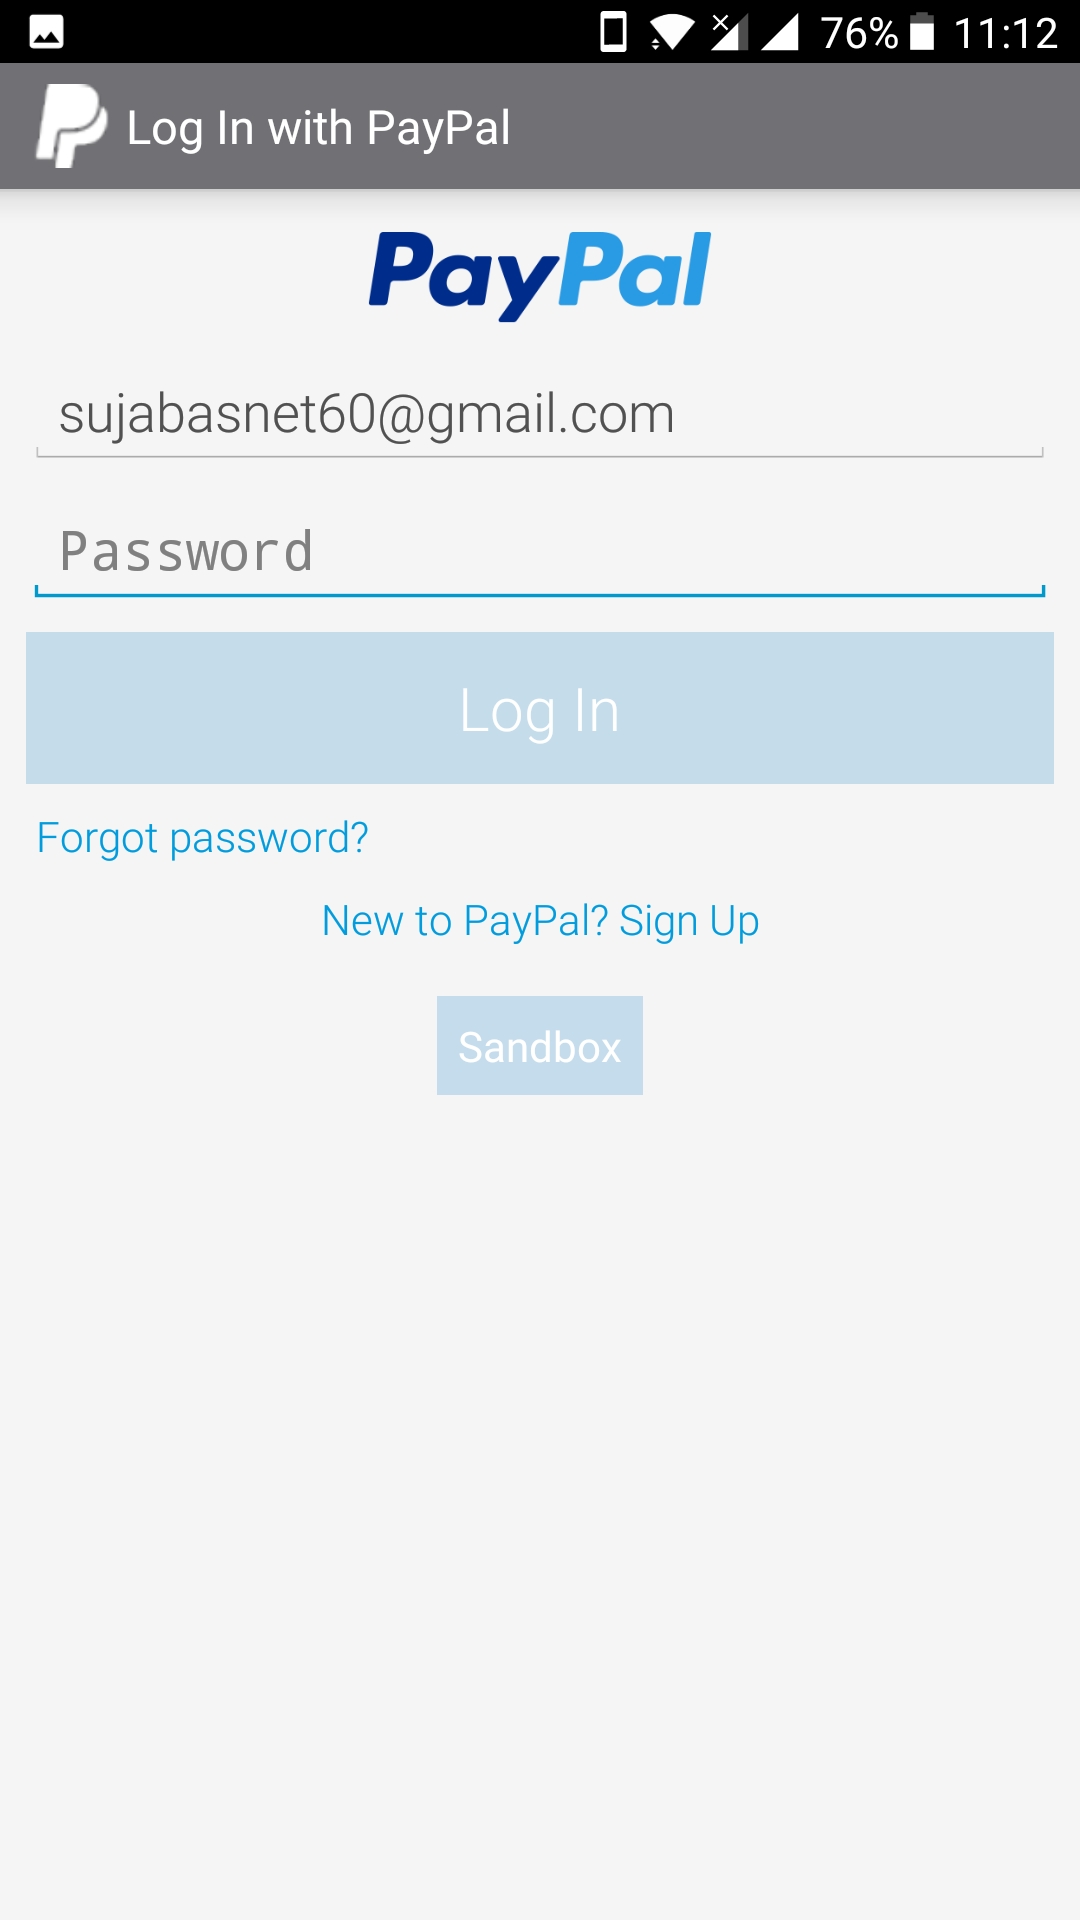 76% 11:12
Log In with PayPal
PayPal
sujabasnet60@gmail.com
Password
Log In
Forgot password?
New to PayPal? Sign Up
Sandbox